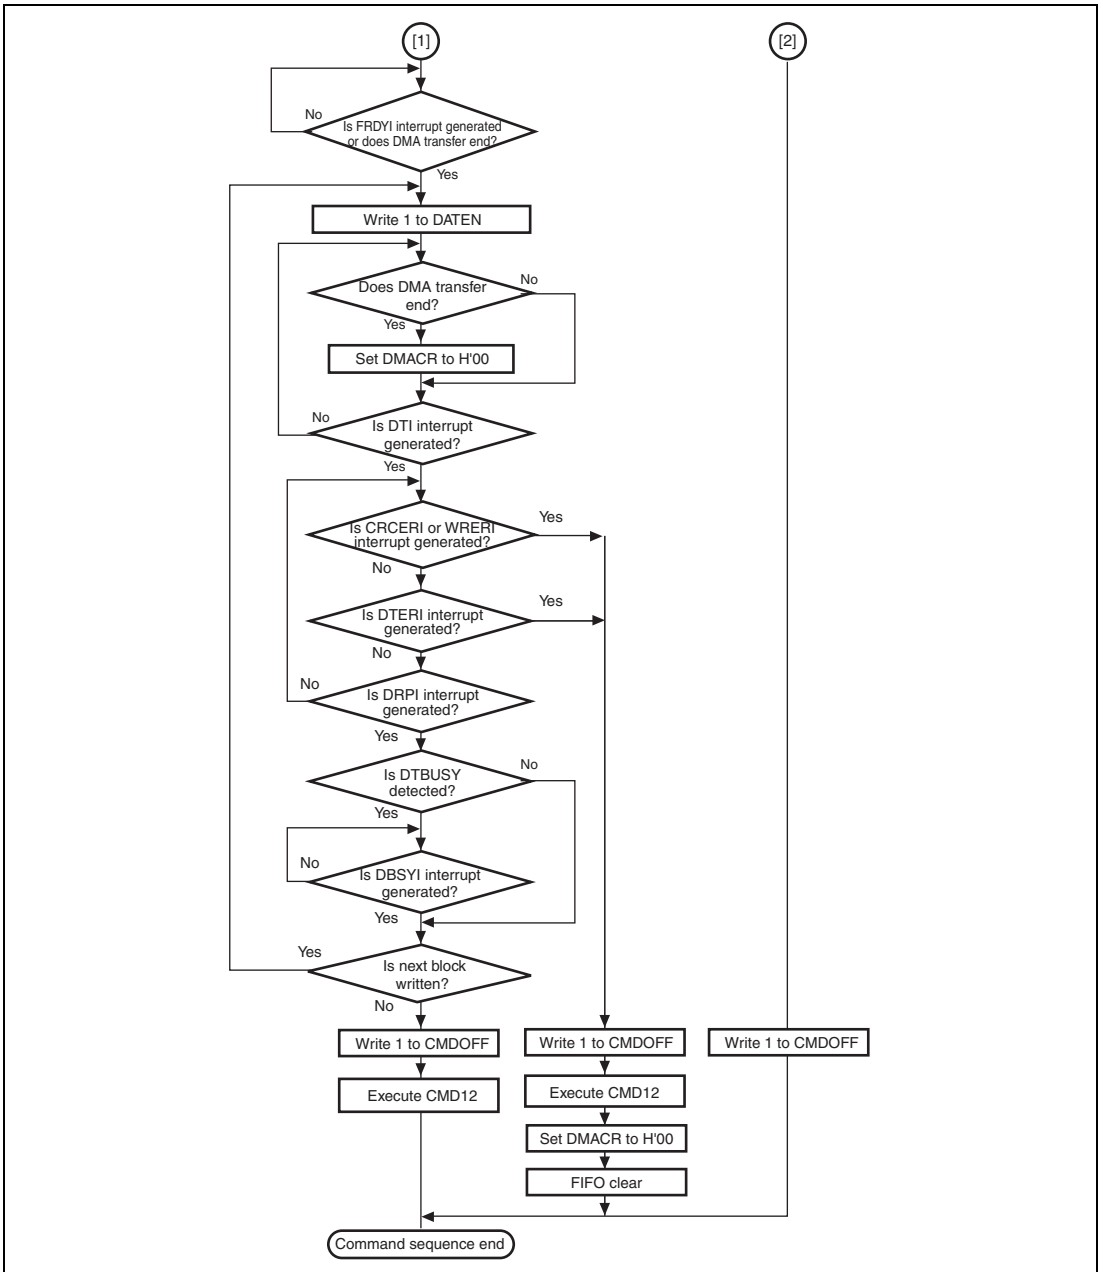 [1]
[2]
No
Is FRDYI interrupt generated
or does DMA transfer end?
Yes
Write 1 to DATEN
Does DMA transfer
end?
No
Yes
Set DMACR to H'00
No
Is DTI interrupt
generated?
Yes
Is CRCERI or WRERI
interrupt generated?
Yes
No
Is DTERI interrupt
generated?
Yes
No
No
Is DRPI interrupt
generated?
Yes
Is DTBUSY
detected?
No
Yes
No
Is DBSYI interrupt
generated?
Yes
Yes
Is next block
written?
No
Write 1 to CMDOFF
Write 1 to CMDOFF
Write 1 to CMDOFF
Execute CMD12
Execute CMD12
Set DMACR to H'00
FIFO clear
Command sequence end